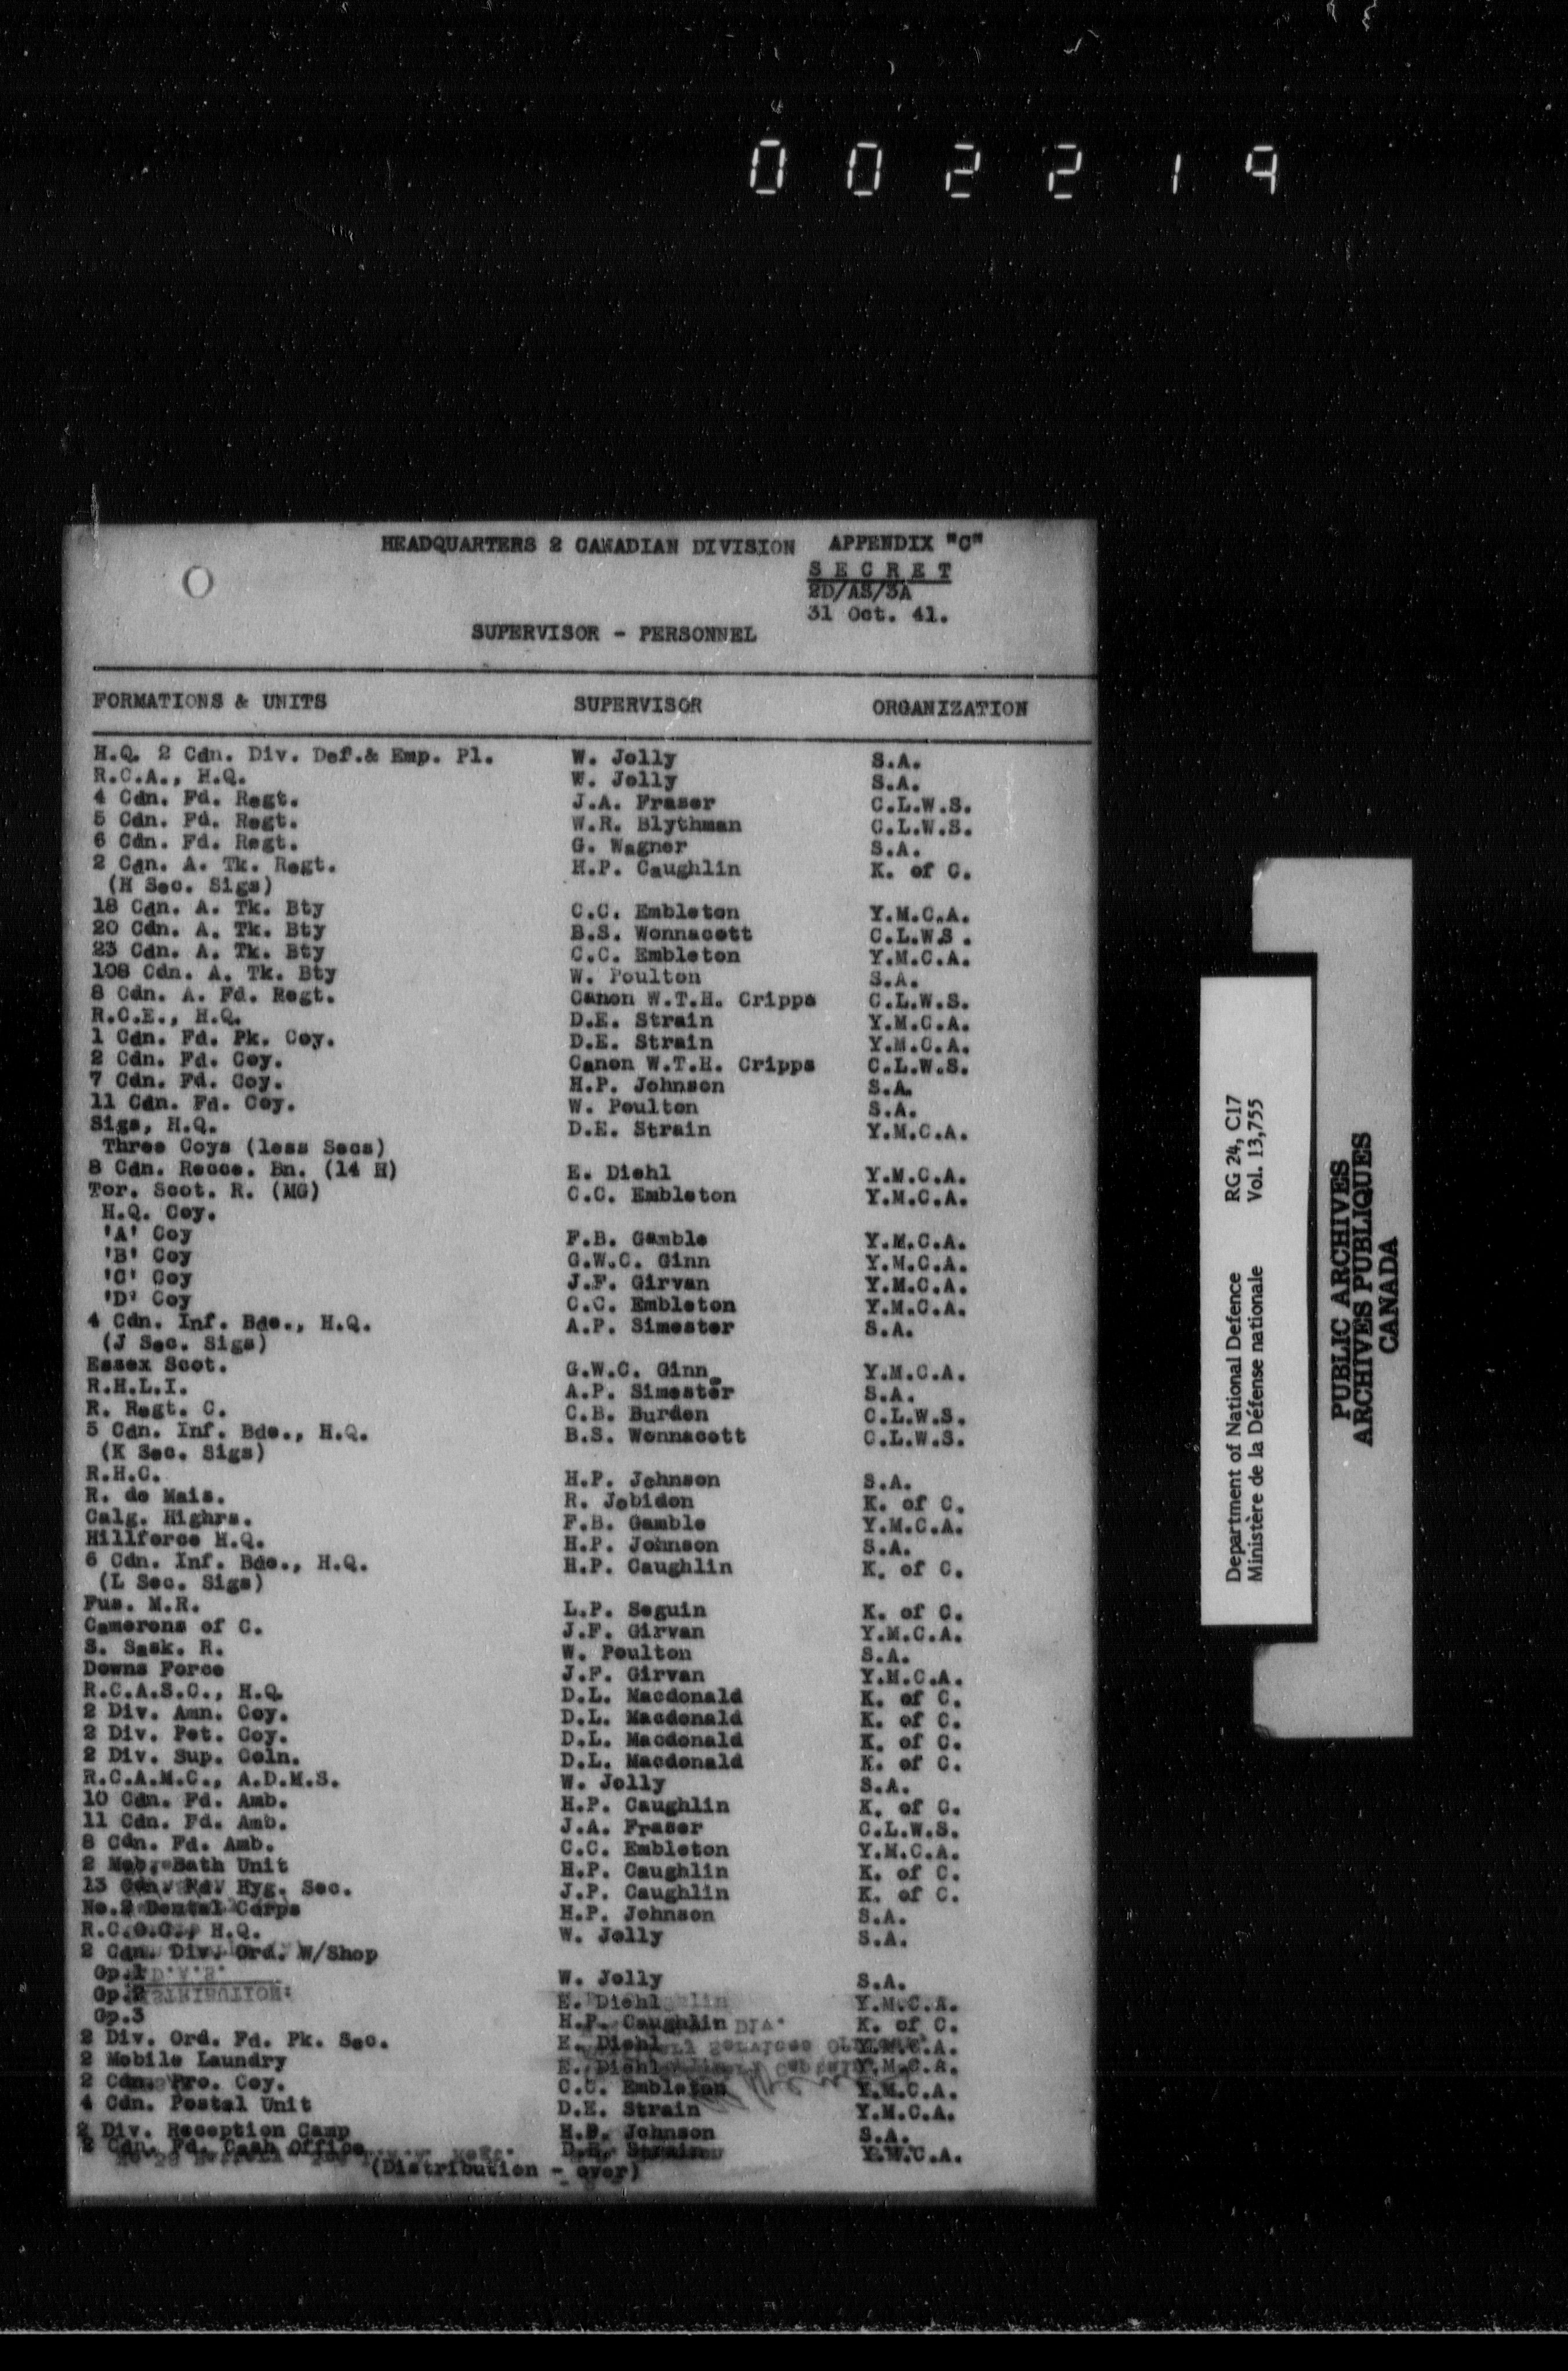 002219
HEADQUARTERS 2 CANADIAN DIVISION APPENDIX "C"
S E C R E T
2D/AS/3A
31 Oct. 41.
SUPERVISOR - PERSONNEL
FORMATIONS & UNITS SUPERVISOR ORGANIZATION
H.Q. 2 Cdn. Div. Def.& Emp. Pl. W. Jolly S.A.
R.C.A., H.Q. W. Jolly S.A.
4 Cdn. Fd. Regt. J.A. Fraser C.L.W.S.
5 Cdn. Fd. Regt. W.R. Blythman C.L.W.S.
6 Cdn. Fd. Regt. G. Wagner S.A.
2 Cdn. A. Tk. Regt. H.P. Caughlin K. of C.
(H Sec. Sigs)
18 Cdn. A. Tk. Bty C.C. Embleton Y.M.C.A.
20 Cdn. A. Tk. Bty B.S. Wonnacott C.L.W.S.
23 Cdn. A. Tk. Bty C.C. Embleton Y.M.C.A.
108 Cdn. A. Tk. Bty W. Poulton S.A.
8 Cdn. A. Fd. Regt. Canon W.T.H. Cripps C.L.W.S.
R.C.E., H.Q. D.E. Strain Y.M.C.A.
1 Cdn. Fd. Pk. Coy. D.E. Strain Y.M.C.A.
2 Cdn. Fd. Coy. Canon W.T.H. Cripps C.L.W.S.
7 Cdn. Fd. Coy. H.P. Johnson S.A.
11 Cdn. Fd. Coy. W. Poulton S.A.
Sigs, H.Q. D.E. Strain Y.M.C.A.
Three Coys (less Secs)
8 Cdn. Recce. Bn. (14 H) E. Diehl Y.M.C.A.
Tor. Scot. R. (MG) C.C. Embleton Y.M.C.A.
H.Q. Coy.
'A' Coy F.B. Gamble Y.M.C.A.
'B' Coy G.W.C. Ginn Y.M.C.A.
'C' Coy J.F. Girvan Y.M.C.A.
'D' Coy C.C. Embleton Y.M.C.A.
4 Cdn. Inf. Bde., H.Q. A.P. Simester S.A.
(J Sec. Sigs)
Essex Scot. G.W.C. Ginn Y.M.C.A.
R.H.L.I. A.P. Simester S.A.
R. Regt. C. C.B. Burden C.L.W.S.
5 Cdn. Inf. Bde., H.Q. B.S. Wonnacott C.L.W.S.
(K Sec. Sigs)
R.H.C. H.P. Johnson S.A.
R. de Mais. R. Jobidon K. of C.
Calg. Highrs. F.B. Gamble Y.M.C.A.
Hillforce H.Q. H.P. Johnson S.A.
6 Cdn. Inf. Bde., H.Q. H.P. Caughlin K. of C.
(L Sec. Sigs)
Fus. M.R. L.P. Seguin K. of C.
Camerons of C. J.F. Girvan Y.M.C.A.
S. Sask. R. W. Poulton S.A.
Downs Force J.F. Girvan Y.M.C.A.
R.C.A.S.C., H.Q. D.L. Macdonald K. of C.
2 Div. Amn. Coy. D.L. Macdonald K. of C.
2 Div. Pet. Coy. D.L. Macdonald K. of C.
2 Div. Sup. Coln. D.L. Macdonald K. of C.
R.C.A.M.C., A.D.M.S. W. Jolly S.A.
10 Cdn. Fd. Amb. H.P. Caughlin K. of C.
11 Cdn. Fd. Amb. J.A. Fraser C.L.W.S.
8 Cdn. Fd. Amb. C.C. Embleton Y.M.C.A.
2 Mob. Bath Unit H.P. Caughlin K. of C.
13 Cdn. Fd. Hyg. Sec. J.P. Caughlin K. of C.
No.2 Dental Corps H.P. Johnson S.A.
R.C.O.C., H.Q. W. Jolly S.A.
2 Cdn. Div. Ord. W/Shop
Gp.1 W. Jolly S.A.
Gp.2 E. Diehl Y.M.C.A.
Gp.3 H.P. Caughlin K. of C.
2 Div. Ord. Fd. Pk. Sec. E. Diehl Y.M.C.A.
2 Mobile Laundry E. Diehl Y.M.C.A.
2 Cdn. Pro. Coy. C.C. Embleton Y.M.C.A.
4 Cdn. Postal Unit D.E. Strain Y.M.C.A.
2 Div. Reception Camp H.P. Johnson S.A.
2 Cdn. Fd. Cash Office D.E. Strain Y.M.C.A.
(Distribution - over)
Department of National Defence RG 24, C17
Ministère de la Défense nationale Vol. 13,755
PUBLIC ARCHIVES
ARCHIVES PUBLIQUES
CANADA